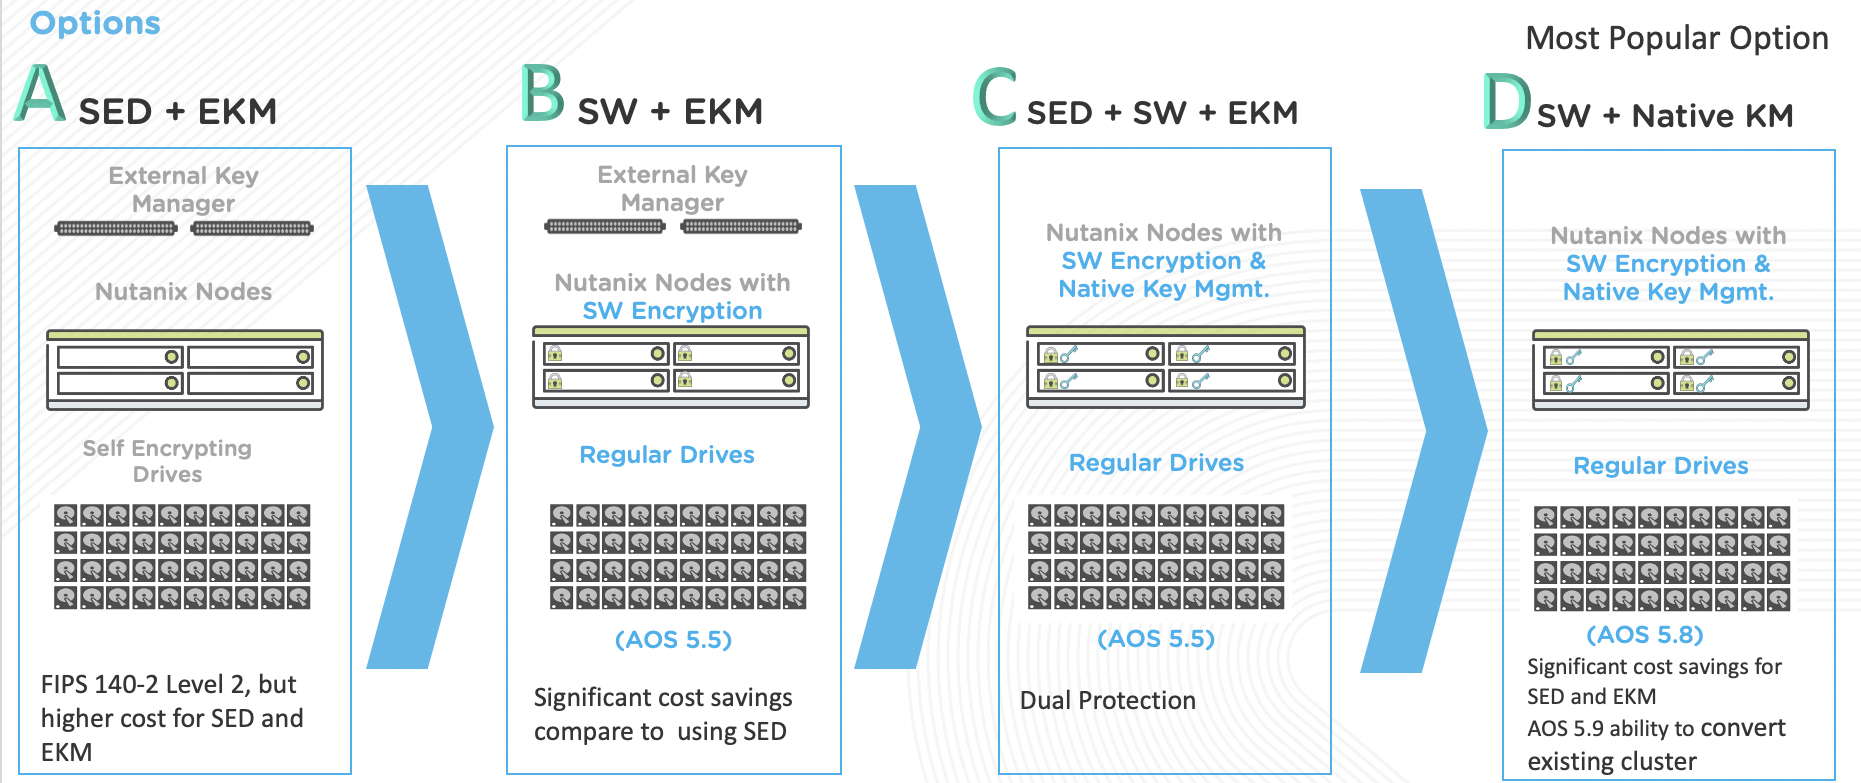 Options
Most Popular Option
A SED + EKM
External Key
Manager
Nutanix Nodes
Self Encrypting
Drives
FIPS 140-2 Level 2, but
higher cost for SED and
EKM
B SW + EKM
External Key
Manager
Nutanix Nodes with
SW Encryption
Regular Drives
(AOS 5.5)
Significant cost savings
compare to using SED
C SED + SW + EKM
Nutanix Nodes with
SW Encryption &
Native Key Mgmt.
Regular Drives
(AOS 5.5)
Dual Protection
D SW + Native KM
Nutanix Nodes with
SW Encryption &
Native Key Mgmt.
Regular Drives
(AOS 5.8)
Significant cost savings for
SED and EKM
AOS 5.9 ability to convert
existing cluster